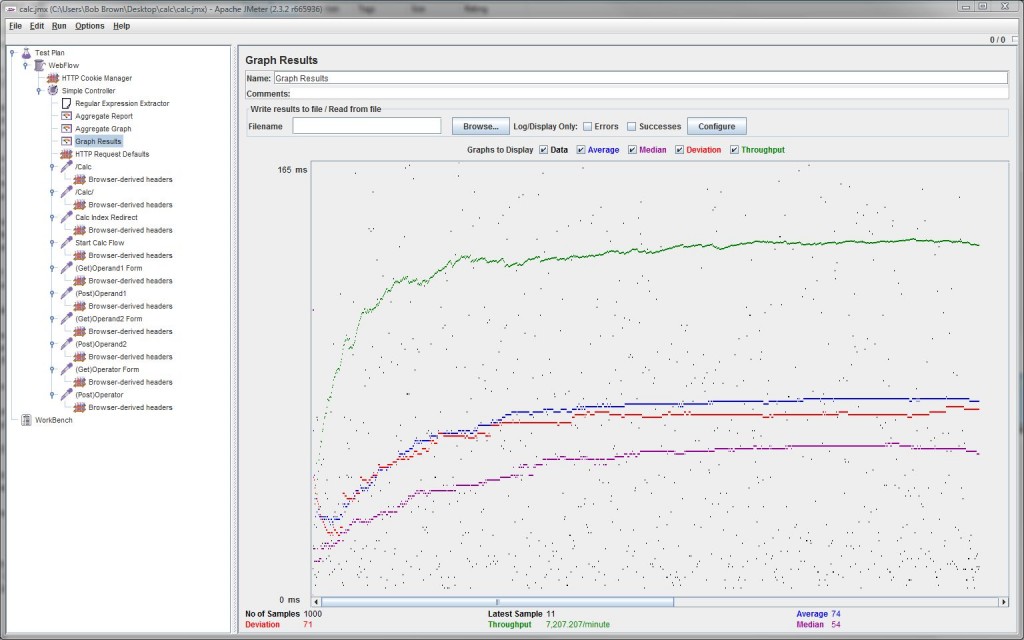 calc.jmx (C:\Users\Bob Brown\Desktop\calc\calc.jmx) - Apache JMeter (2.3.2 r665936)
File Edit Run Options Help
0 / 0
Test Plan
WebFlow
HTTP Cookie Manager
Simple Controller
Regular Expression Extractor
Aggregate Report
Aggregate Graph
Graph Results
HTTP Request Defaults
/Calc
Browser-derived headers
/Calc/
Browser-derived headers
Calc Index Redirect
Browser-derived headers
Start Calc Flow
Browser-derived headers
(Get)Operand1 Form
Browser-derived headers
(Post)Operand1
Browser-derived headers
(Get)Operand2 Form
Browser-derived headers
(Post)Operand2
Browser-derived headers
(Get)Operator Form
Browser-derived headers
(Post)Operator
Browser-derived headers
WorkBench
Graph Results
Name: Graph Results
Comments:
Write results to file / Read from file
Filename Browse... Log/Display Only: Errors Successes Configure
Graphs to Display Data Average Median Deviation Throughput
165 ms
0 ms
No of Samples 1000 Latest Sample 11 Average 74
Deviation 71 Throughput 7,207.207/minute Median 54